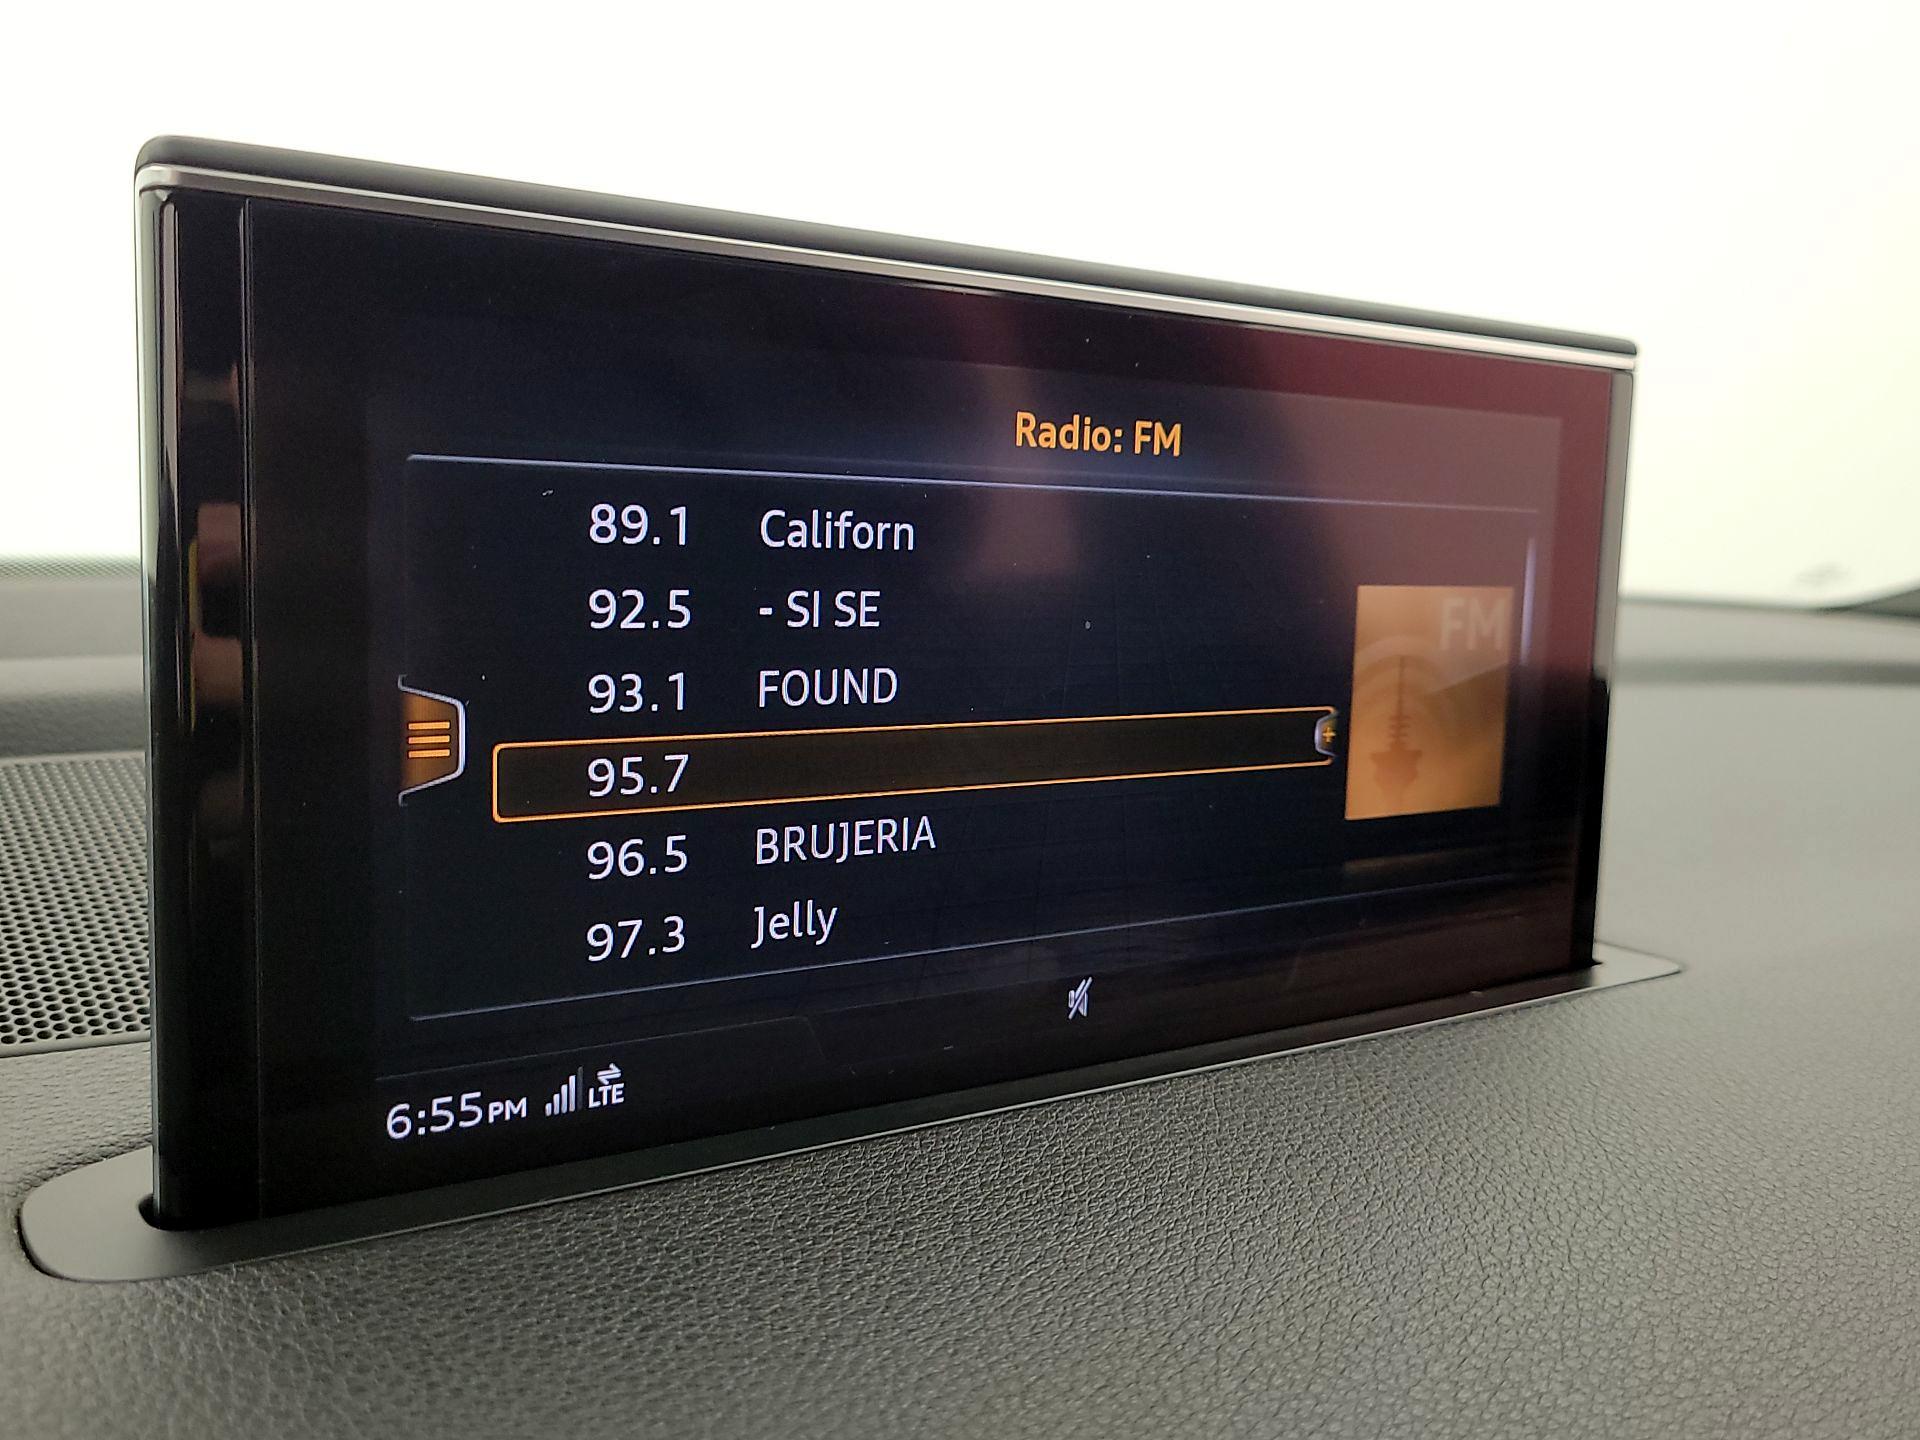 Radio: FM
89.1 Californ
92.5 - SI SE
93.1 FOUND
95.7
96.5 BRUJERIA
97.3 Jelly
FM
6:55PM LTE